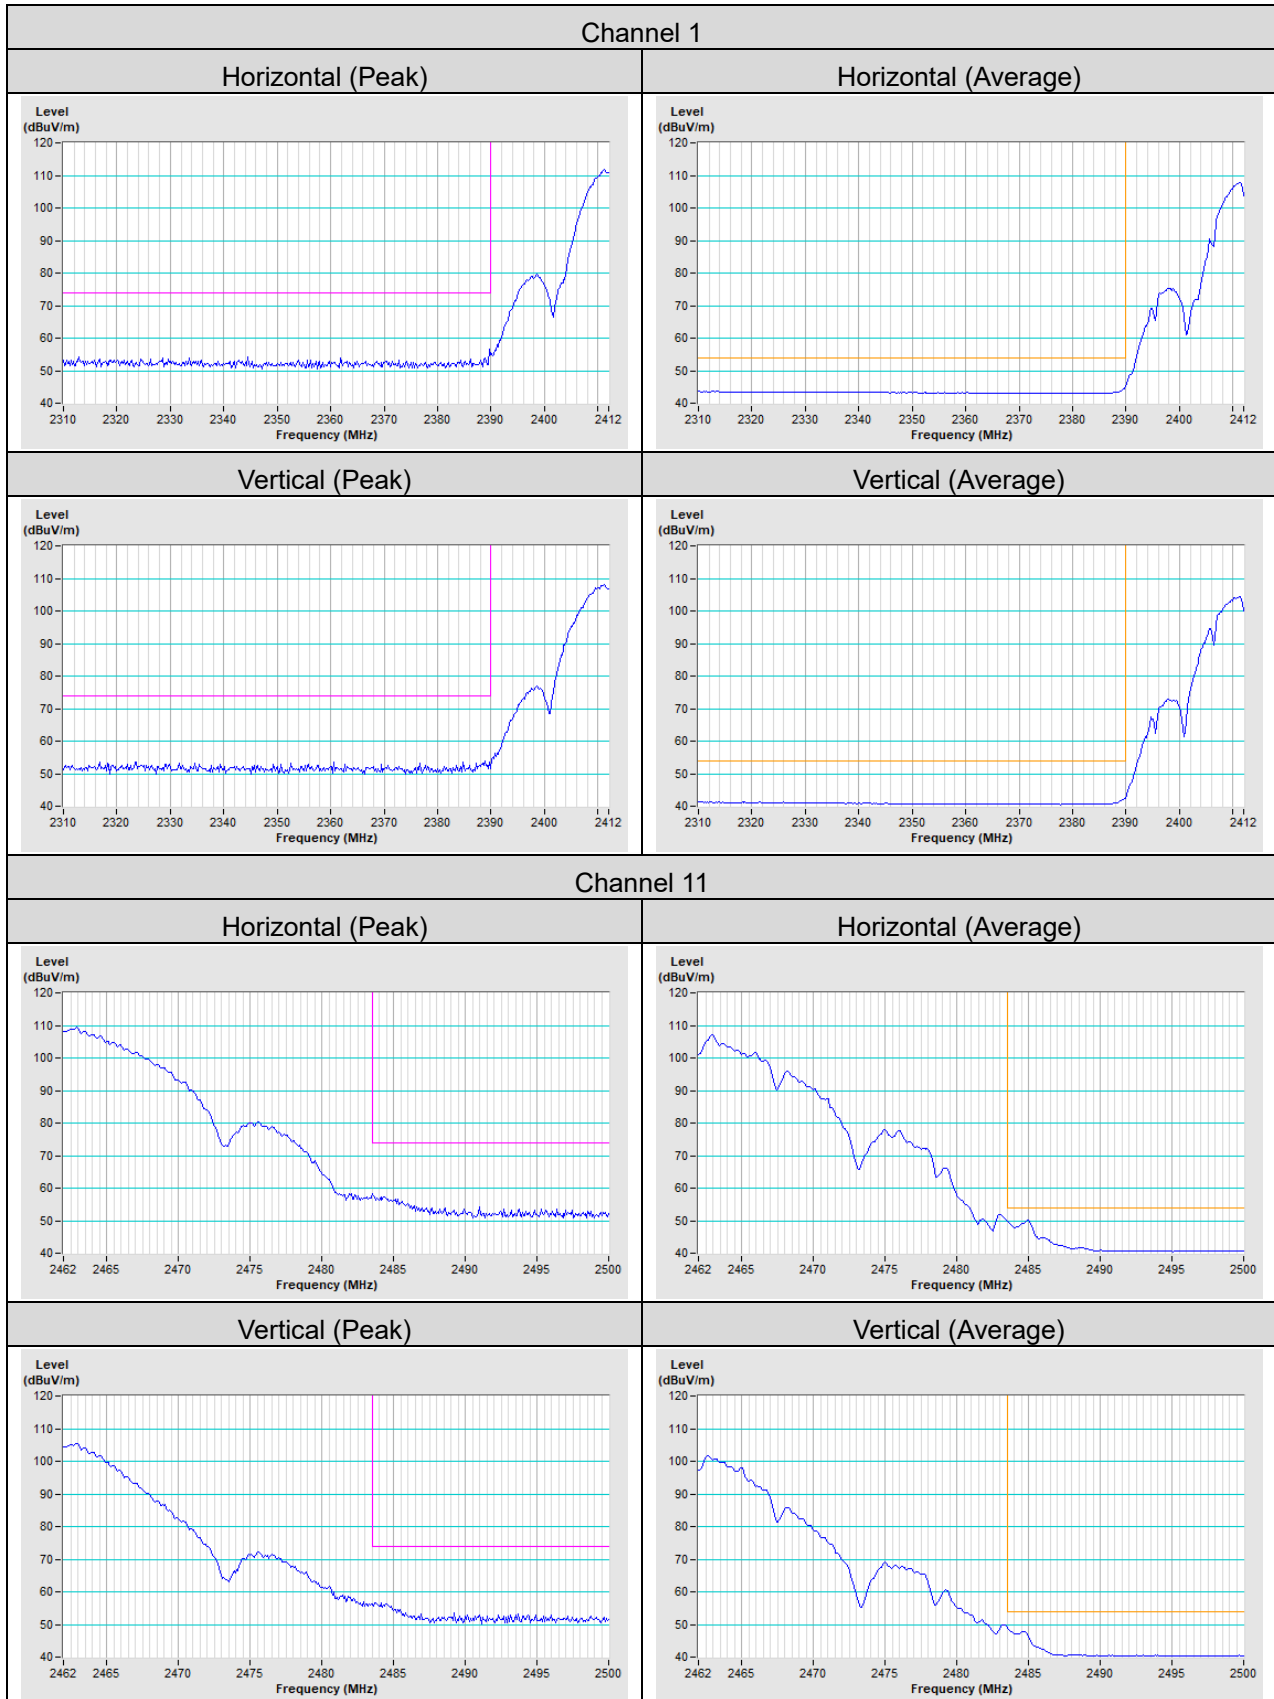 Channel 1
Horizontal (Peak) Horizontal (Average)
Level Level
(dBuV/m) (dBuV/m)
120 120
110 110
100 100
90 90
80 80
70 70
60 60
50 50
40 40
2310 2320 2330 2340 2350 2360 2370 2380 2390 2400 2412 2310 2320 2330 2340 2350 2360 2370 2380 2390 2400 2412
Frequency (MHz) Frequency (MHz)
Vertical (Peak) Vertical (Average)
Level Level
(dBuV/m) (dBuV/m)
120 120
110 110
100 100
90 90
80 80
70 70
60 60
50 50
40 40
2310 2320 2330 2340 2350 2360 2370 2380 2390 2400 2412 2310 2320 2330 2340 2350 2360 2370 2380 2390 2400 2412
Frequency (MHz) Frequency (MHz)
Channel 11
Horizontal (Peak) Horizontal (Average)
Level Level
(dBuV/m) (dBuV/m)
120 120
110 110
100 100
90 90
80 80
70 70
60 60
50 50
40 40
2462 2465 2470 2475 2480 2485 2490 2495 2500 2462 2465 2470 2475 2480 2485 2490 2495 2500
Frequency (MHz) Frequency (MHz)
Vertical (Peak) Vertical (Average)
Level Level
(dBuV/m) (dBuV/m)
120 120
110 110
100 100
90 90
80 80
70 70
60 60
50 50
40 40
2462 2465 2470 2475 2480 2485 2490 2495 2500 2462 2465 2470 2475 2480 2485 2490 2495 2500
Frequency (MHz) Frequency (MHz)